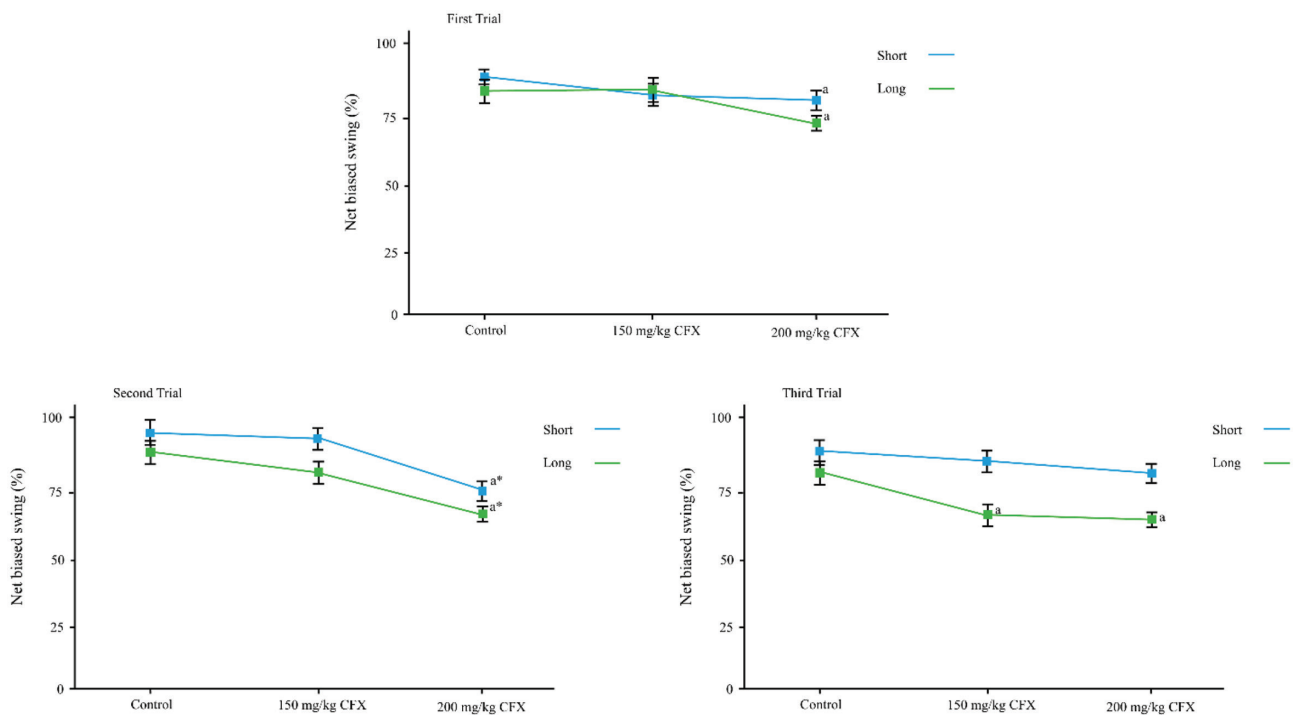 First Trial
100
75
50
25
0
Net biased swing (%)
Short
Long
a
a
Control
150 mg/kg CFX
200 mg/kg CFX
Second Trial
100
75
50
25
0
Net biased swing (%)
Short
Long
a*
a*
Control
150 mg/kg CFX
200 mg/kg CFX
Third Trial
100
75
50
25
0
Net biased swing (%)
Short
Long
a
a
Control
150 mg/kg CFX
200 mg/kg CFX